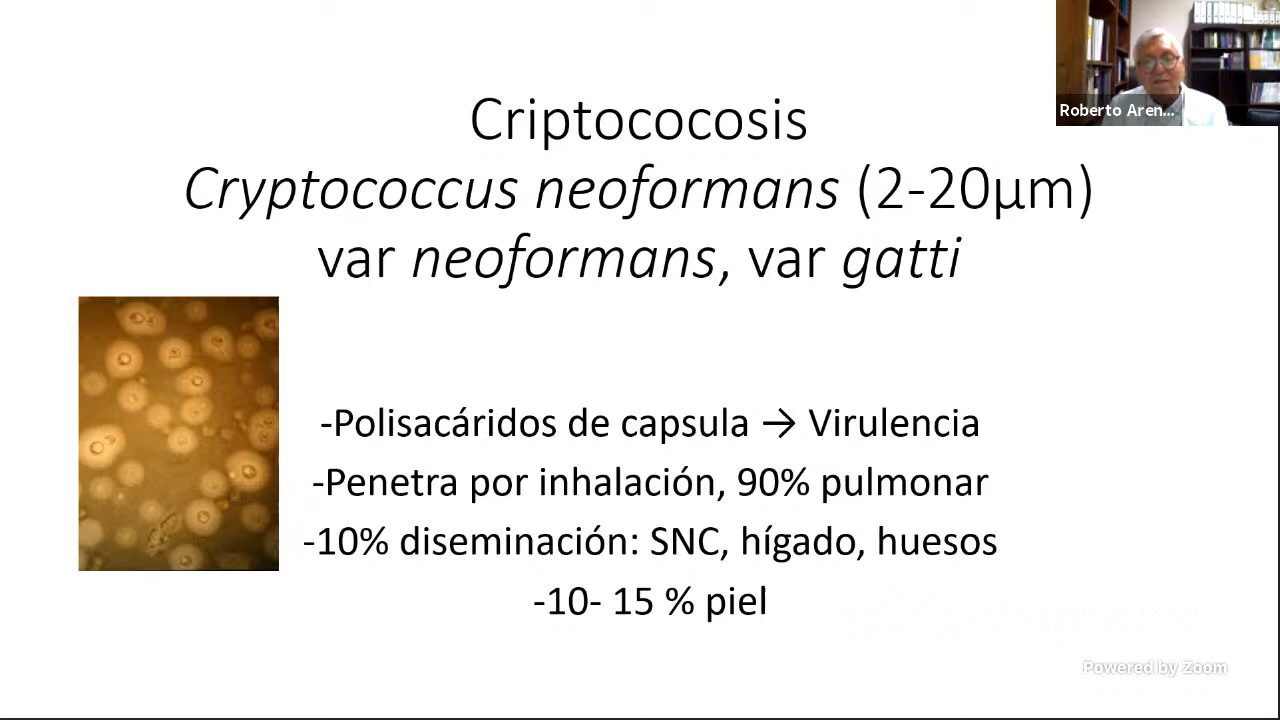 Criptococosis
Cryptococcus neoformans (2-20µm)
var neoformans, var gatti
-Polisacáridos de capsula → Virulencia
-Penetra por inhalación, 90% pulmonar
-10% diseminación: SNC, hígado, huesos
-10- 15 % piel
Roberto Aren...
Powered by Zoom